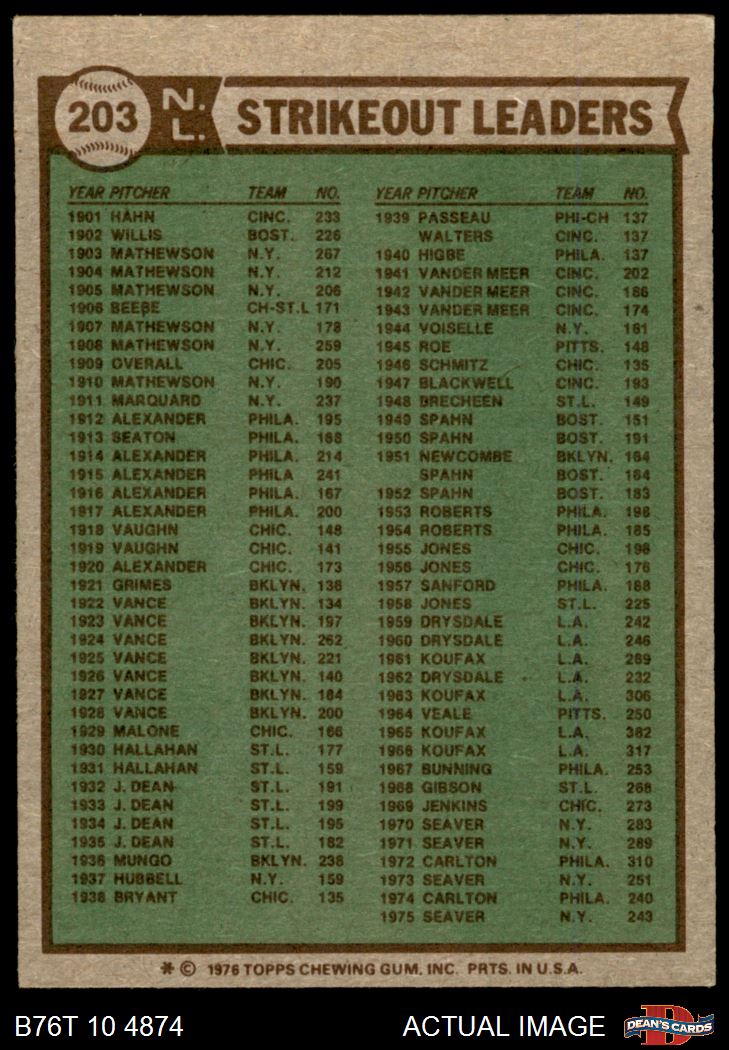 203 N. L. STRIKEOUT LEADERS
YEAR PITCHER TEAM NO.
1901 HAHN CINC. 233
1902 WILLIS BOST. 226
1903 MATHEWSON N.Y. 267
1904 MATHEWSON N.Y. 212
1905 MATHEWSON N.Y. 206
1906 BEEBE CH-ST.L 171
1907 MATHEWSON N.Y. 178
1908 MATHEWSON N.Y. 259
1909 OVERALL CHIC. 205
1910 MATHEWSON N.Y. 190
1911 MARQUARD N.Y. 237
1912 ALEXANDER PHILA. 195
1913 SEATON PHILA. 168
1914 ALEXANDER PHILA. 214
1915 ALEXANDER PHILA 241
1916 ALEXANDER PHILA. 167
1917 ALEXANDER PHILA. 200
1918 VAUGHN CHIC. 148
1919 VAUGHN CHIC. 141
1920 ALEXANDER CHIC. 173
1921 GRIMES BKLYN. 136
1922 VANCE BKLYN. 134
1923 VANCE BKLYN. 197
1924 VANCE BKLYN. 262
1925 VANCE BKLYN. 221
1926 VANCE BKLYN. 140
1927 VANCE BKLYN. 184
1928 VANCE BKLYN. 200
1929 MALONE CHIC. 166
1930 HALLAHAN ST.L. 177
1931 HALLAHAN ST.L. 159
1932 J. DEAN ST.L. 191
1933 J. DEAN ST.L. 199
1934 J. DEAN ST.L. 195
1935 J. DEAN ST.L. 182
1936 MUNGO BKLYN. 238
1937 HUBBELL N.Y. 159
1938 BRYANT CHIC. 135
YEAR PITCHER TEAM NO.
1939 PASSEAU PHI-CH 137
WALTERS CINC. 137
1940 HIGBE PHILA. 137
1941 VANDER MEER CINC. 202
1942 VANDER MEER CINC. 186
1943 VANDER MEER CINC. 174
1944 VOISELLE N.Y. 161
1945 ROE PITTS. 148
1946 SCHMITZ CHIC. 135
1947 BLACKWELL CINC. 193
1948 BRECHEEN ST.L. 149
1949 SPAHN BOST. 151
1950 SPAHN BOST. 191
1951 NEWCOMBE BKLYN. 164
SPAHN BOST. 164
1952 SPAHN BOST. 183
1953 ROBERTS PHILA. 198
1954 ROBERTS PHILA. 185
1955 JONES CHIC. 198
1956 JONES CHIC. 176
1957 SANFORD PHILA. 188
1958 JONES ST.L. 225
1959 DRYSDALE L.A. 242
1960 DRYSDALE L.A. 246
1961 KOUFAX L.A. 269
1962 DRYSDALE L.A. 232
1963 KOUFAX L.A. 306
1964 VEALE PITTS. 250
1965 KOUFAX L.A. 382
1966 KOUFAX L.A. 317
1967 BUNNING PHILA. 253
1968 GIBSON ST.L. 268
1969 JENKINS CHIC. 273
1970 SEAVER N.Y. 283
1971 SEAVER N.Y. 289
1972 CARLTON PHILA. 310
1973 SEAVER N.Y. 251
1974 CARLTON PHILA. 240
1975 SEAVER N.Y. 243
* © 1976 TOPPS CHEWING GUM, INC. PRTS. IN U.S.A.
B76T 10 4874 ACTUAL IMAGE D DEAN'S CARDS